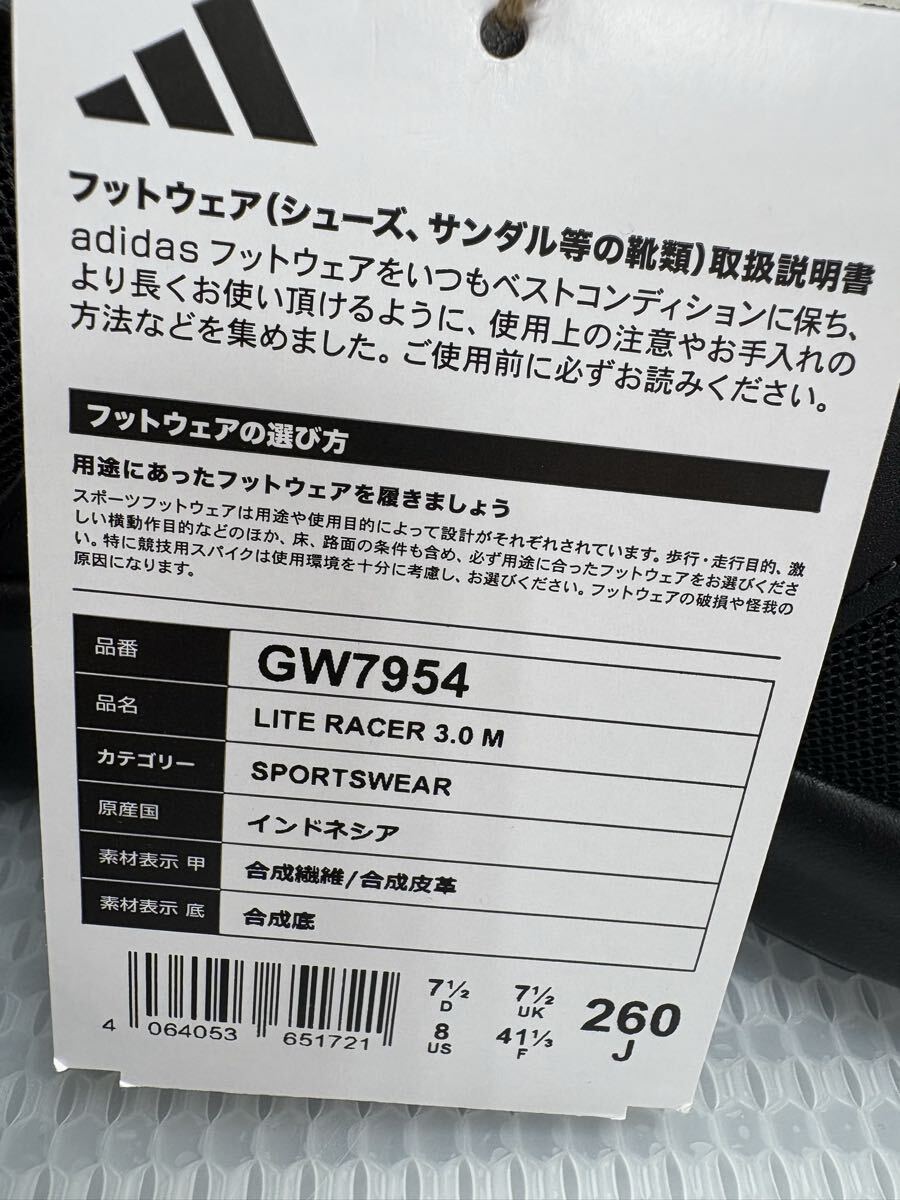 フットウェア(シューズ、サンダル等の靴類)取扱説明書
adidas フットウェアをいつもベストコンディションに保ち、
より長くお使い頂けるように、使用上の注意やお手入れの
方法などを集めました。ご使用前に必ずお読みください。
フットウェアの選び方
用途にあったフットウェアを履きましょう
スポーツフットウェアは用途や使用目的によって設計がそれぞれされています。歩行・走行目的、激
しい横動作目的などのほか、床、路面の条件も含め、必ず用途に合ったフットウェアをお選びくださ
い。特に競技用スパイクは使用環境を十分に考慮し、お選びください。フットウェアの破損や怪我の
原因になります。
品番 GW7954
品名 LITE RACER 3.0 M
カテゴリー SPORTSWEAR
原産国 インドネシア
素材表示 甲 合成繊維/合成皮革
素材表示 底 合成底
7½ 7½ 260
D UK J
8 41⅓
US F
4 064053 651721